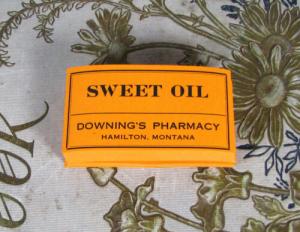 SWEET OIL
DOWNING'S PHARMACY
HAMILTON, MONTANA